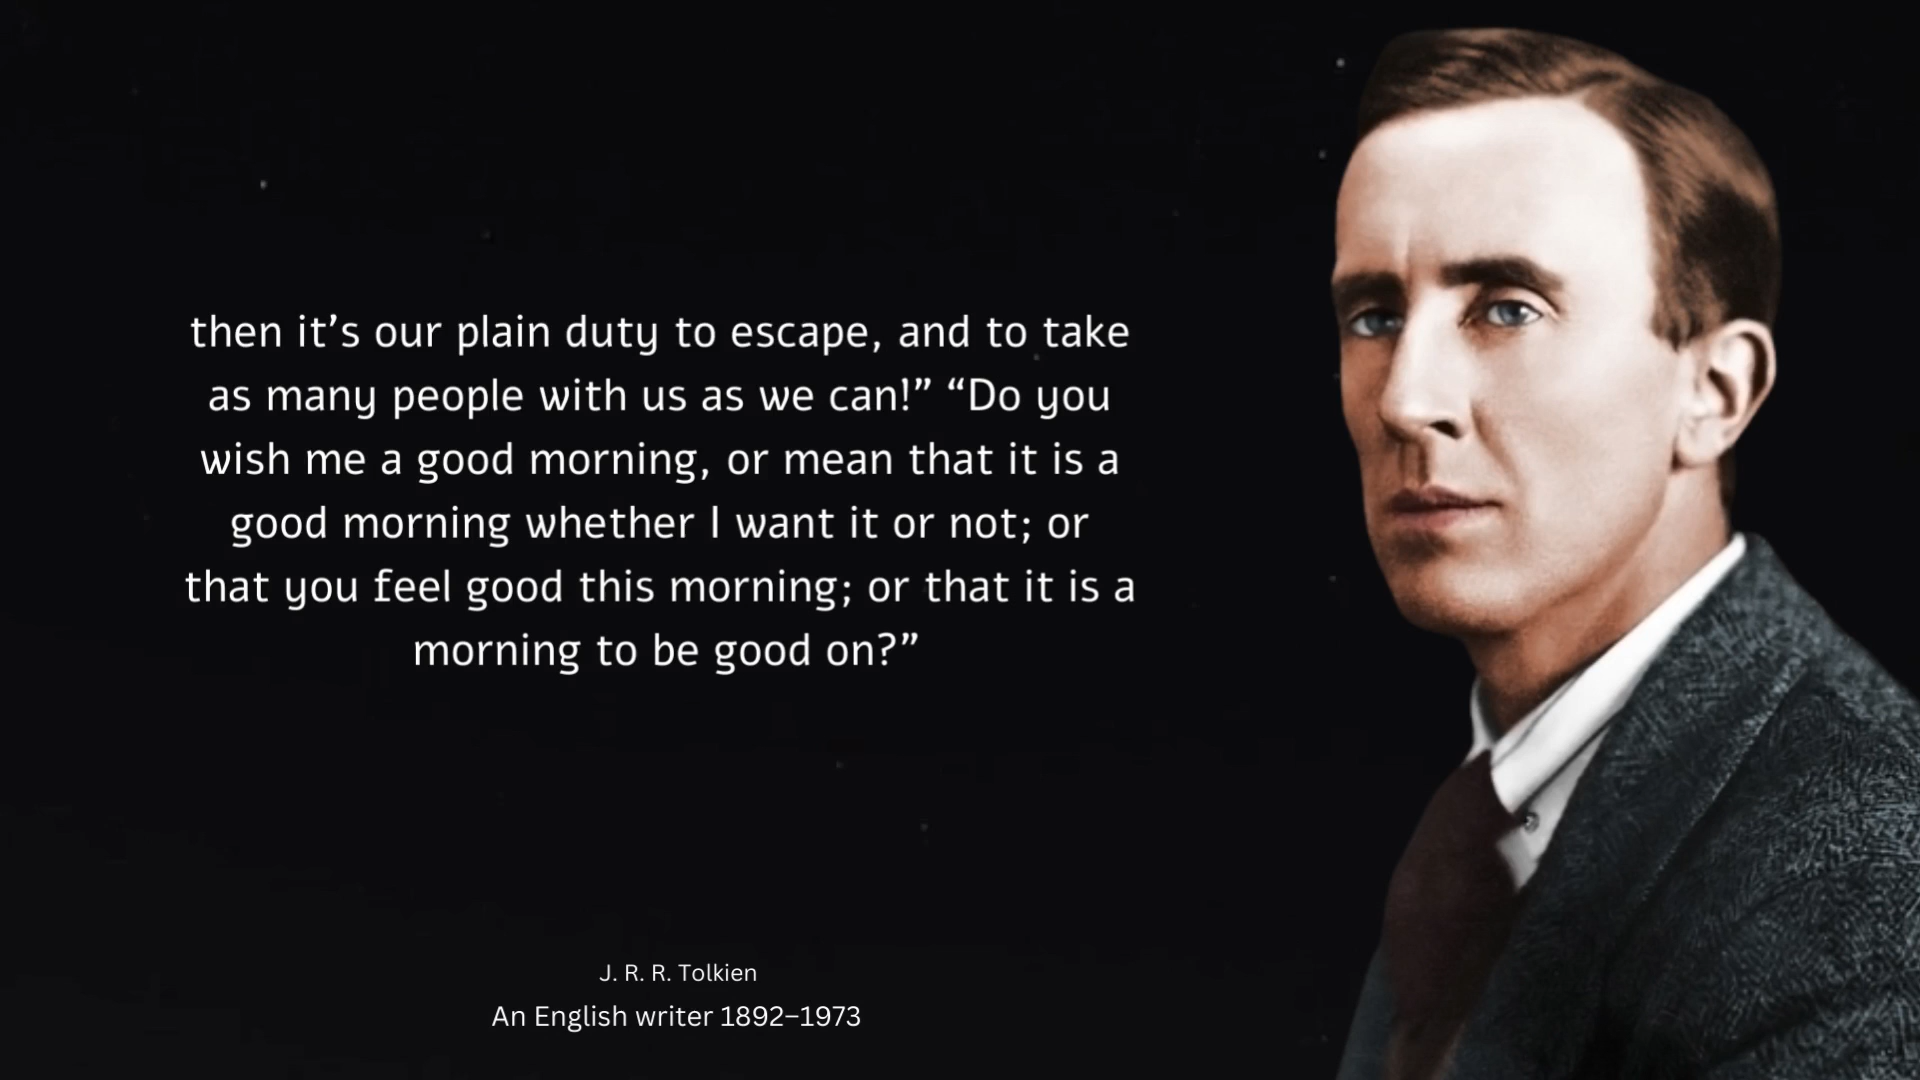 then it’s our plain duty to escape, and to take
as many people with us as we can!” “Do you
wish me a good morning, or mean that it is a
good morning whether I want it or not; or
that you feel good this morning; or that it is a
morning to be good on?”
J. R. R. Tolkien
An English writer 1892–1973